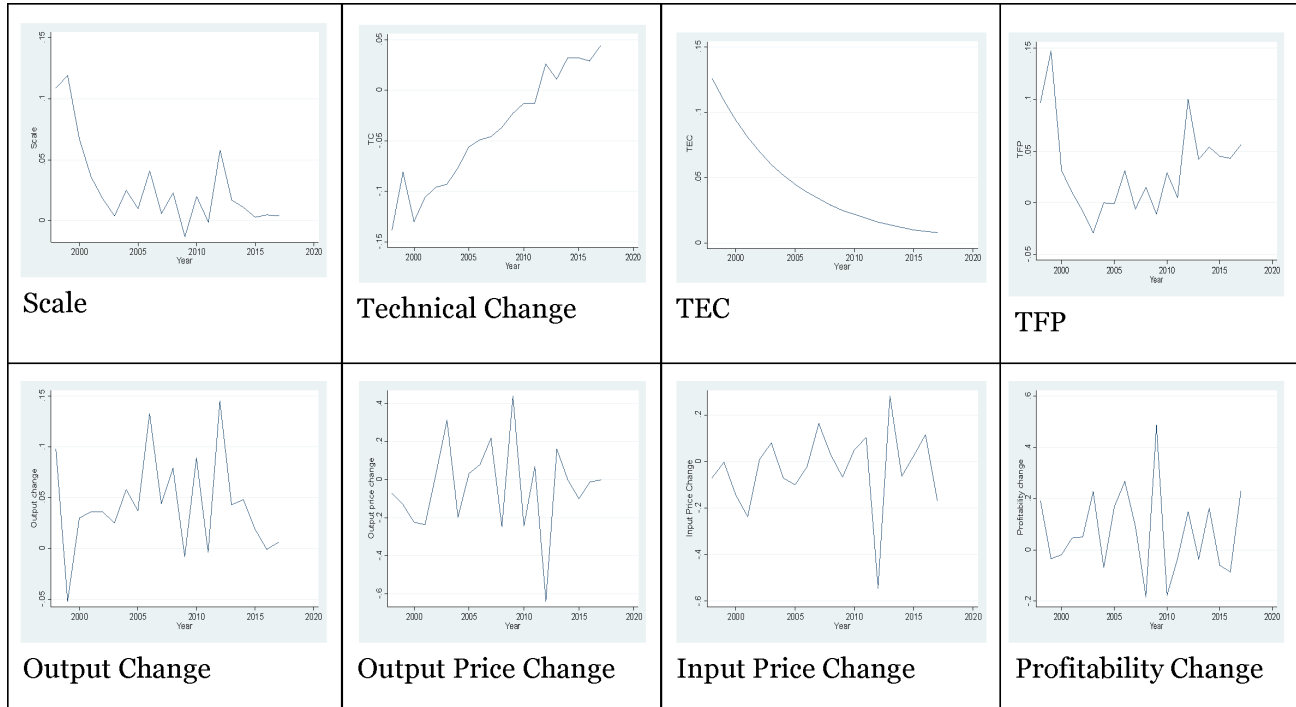 .15
.1
.05
0
Scale
2000 2005 2010 2015 2020
Year
Scale
.05
0
-.05
-.1
-.15
TC
2000 2005 2010 2015 2020
Year
Technical Change
.15
.1
.05
0
TEC
2000 2005 2010 2015 2020
Year
TEC
.15
.1
.05
0
-.05
TFP
2000 2005 2010 2015 2020
Year
TFP
.15
.1
.05
0
-.05
Output change
2000 2005 2010 2015 2020
Year
Output Change
.4
.2
0
-.2
-.4
-.6
Output price change
2000 2005 2010 2015 2020
Year
Output Price Change
.2
0
-.2
-.4
-.6
Input Price Change
2000 2005 2010 2015 2020
Year
Input Price Change
.6
.4
.2
0
-.2
Profitability change
2000 2005 2010 2015 2020
Year
Profitability Change